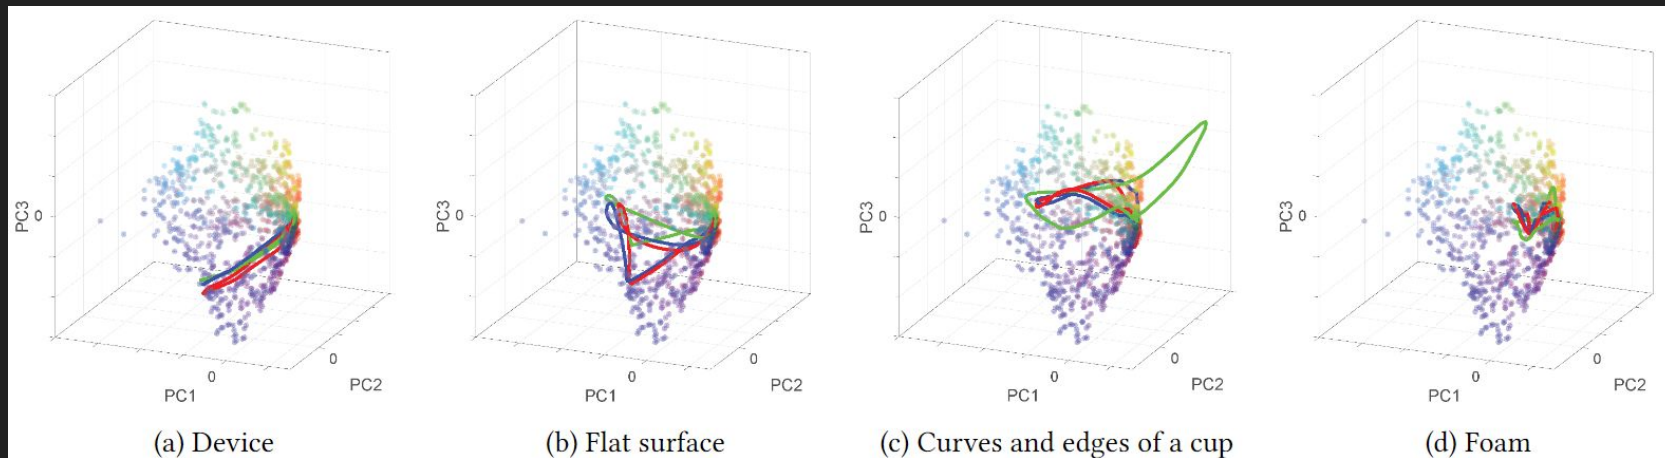 PC3
0
0
0
PC1
PC2
(a) Device
PC3
0
0
0
PC1
PC2
(b) Flat surface
PC3
0
0
0
PC1
PC2
(c) Curves and edges of a cup
PC3
0
0
0
PC1
PC2
(d) Foam